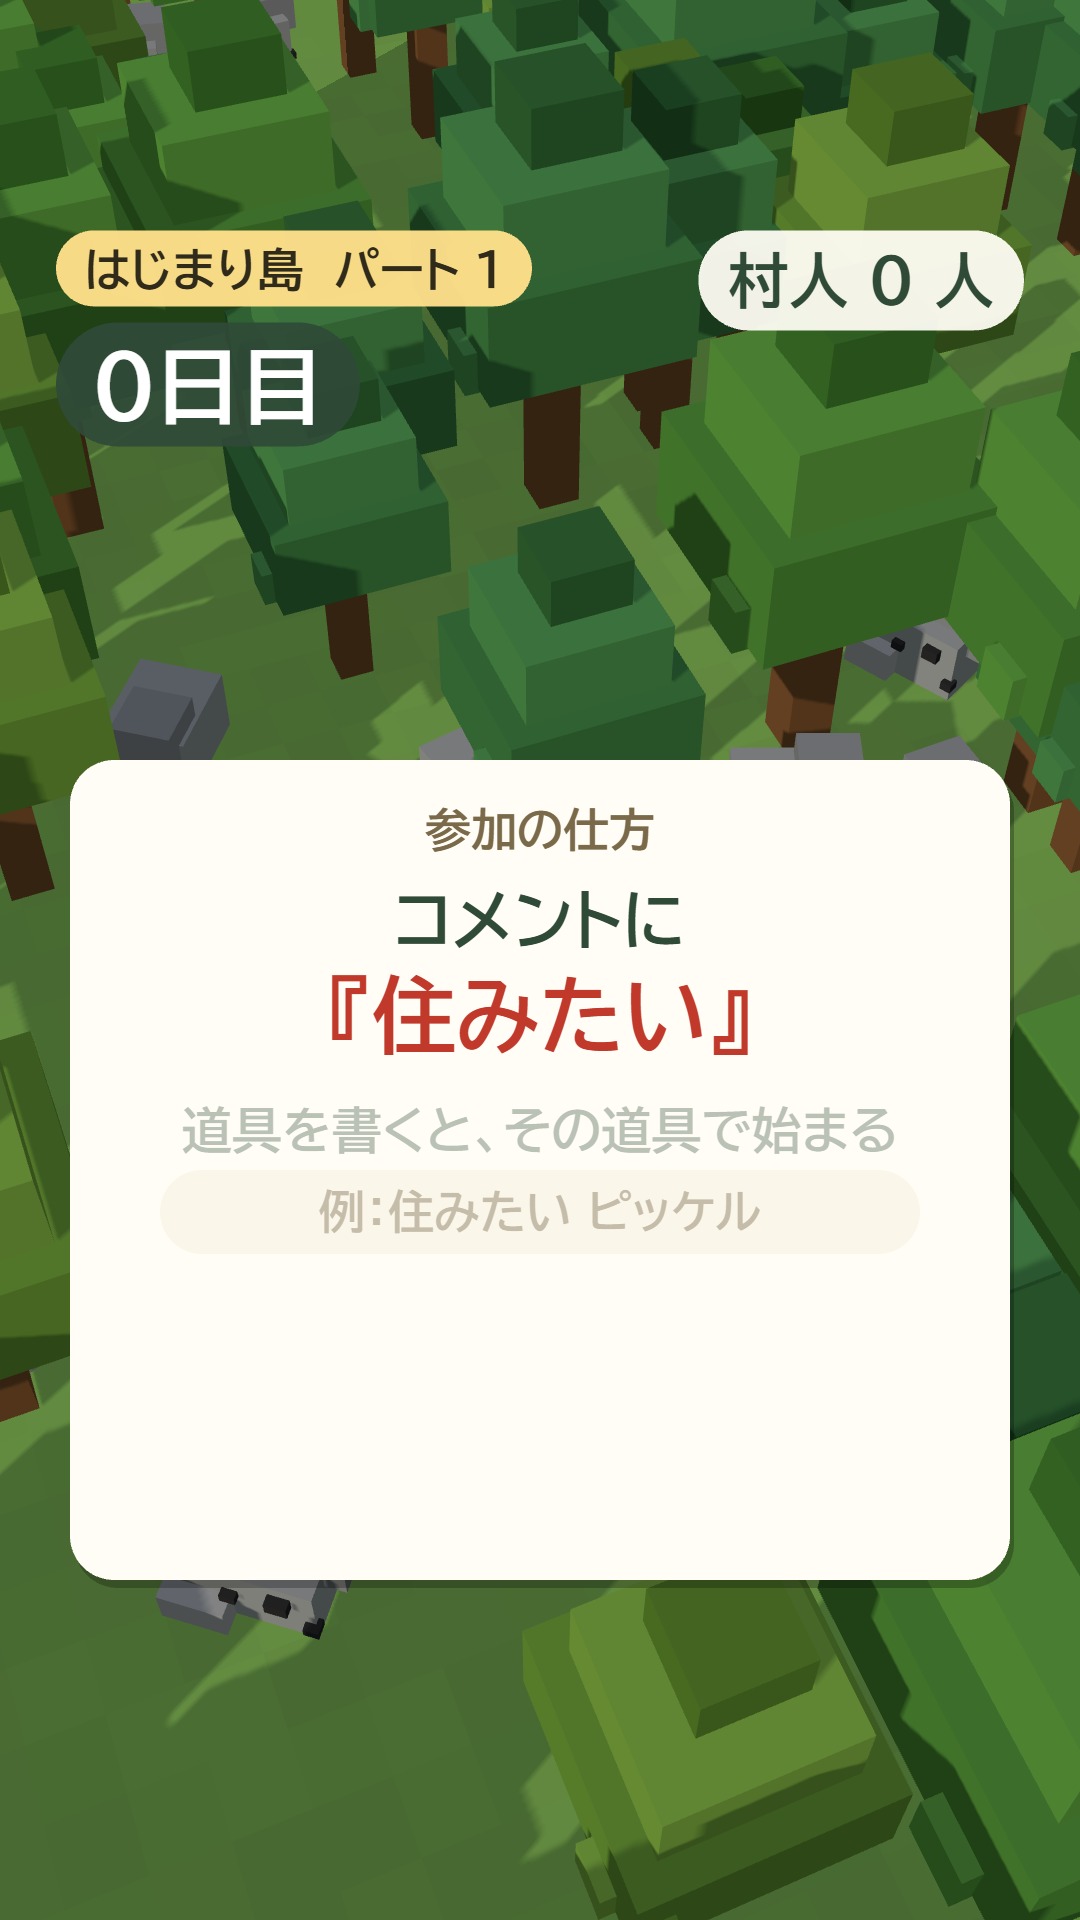 はじまり島 パート 1
村人 0 人
0日目
参加の仕方
コメントに
『住みたい』
道具を書くと、その道具で始まる
例：住みたい ピッケル